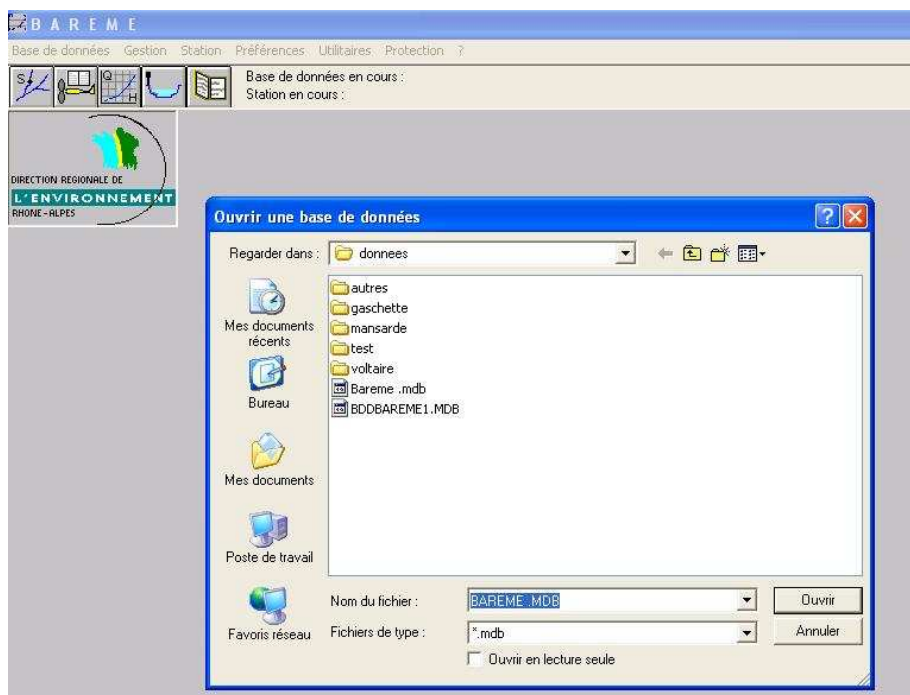 BAREME
Base de données Gestion Station Préférences Utilitaires Protection ?
S Q H
Base de données en cours :
Station en cours :
DIRECTION REGIONALE DE
L'ENVIRONNEMENT
RHONE-ALPES
Ouvrir une base de données
Regarder dans : donnees
Mes documents récents
Bureau
Mes documents
Poste de travail
Favoris réseau
autres
gaschette
mansarde
test
voltaire
Bareme .mdb
BDDBAREME1.MDB
Nom du fichier : BAREME .MDB Ouvrir
Fichiers de type : *.mdb Annuler
Ouvrir en lecture seule